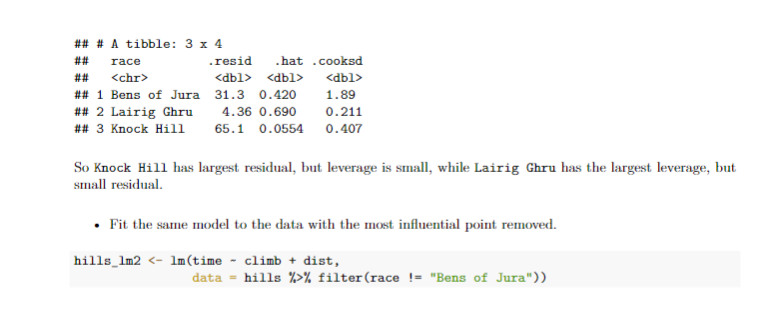 ## # A tibble: 3 x 4
##   race          .resid   .hat .cooksd
##   <chr>          <dbl>  <dbl>   <dbl>
## 1 Bens of Jura  31.3  0.420    1.89
## 2 Lairig Ghru    4.36 0.690    0.211
## 3 Knock Hill    65.1  0.0554   0.407
So Knock Hill has largest residual, but leverage is small, while Lairig Ghru has the largest leverage, but
small residual.
• Fit the same model to the data with the most influential point removed.
hills_lm2 <- lm(time ~ climb + dist,
                data = hills %>% filter(race != "Bens of Jura"))